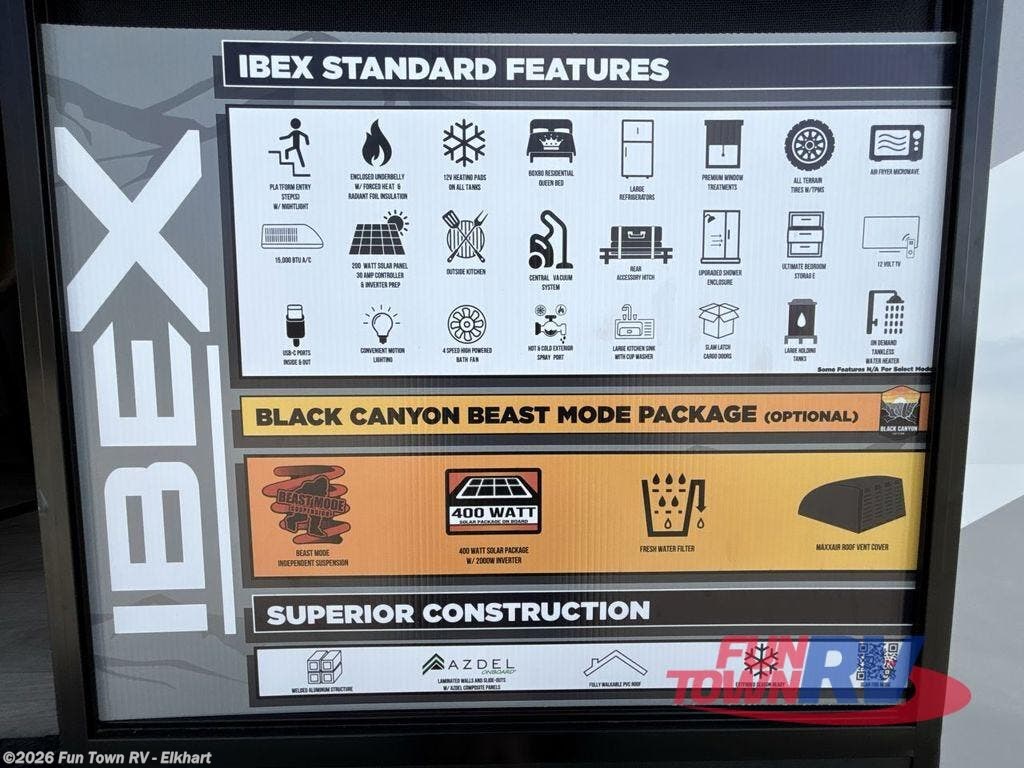 IBEX
IBEX STANDARD FEATURES
PLATFORM ENTRY
STEP(S)
W/ NIGHTLIGHT
ENCLOSED UNDERBELLY
W/ FORCED HEAT &
RADIANT FOIL INSULATION
12V HEATING PADS
ON ALL TANKS
60X80 RESIDENTIAL
QUEEN BED
LARGE
REFRIGERATORS
PREMIUM WINDOW
TREATMENTS
ALL TERRAIN
TIRES W/TPMS
AIR FRYER MICROWAVE
15,000 BTU A/C
200 WATT SOLAR PANEL
30 AMP CONTROLLER
& INVERTER PREP
OUTSIDE KITCHEN
CENTRAL VACUUM
SYSTEM
REAR
ACCESSORY HITCH
UPGRADED SHOWER
ENCLOSURE
ULTIMATE BEDROOM
STORAGE
12 VOLT TV
USB-C PORTS
INSIDE & OUT
CONVENIENT MOTION
LIGHTING
4 SPEED HIGH POWERED
BATH FAN
HOT & COLD EXTERIOR
SPRAY PORT
LARGE KITCHEN SINK
WITH CUP WASHER
SLAM LATCH
CARGO DOORS
LARGE HOLDING
TANKS
ON DEMAND
TANKLESS
WATER HEATER
Some Features N/A For Select Mode
BLACK CANYON BEAST MODE PACKAGE (OPTIONAL)
BLACK CANYON
BEAST MODE
SUSPENSION
BEAST MODE
INDEPENDENT SUSPENSION
400 WATT
SOLAR PACKAGE ON BOARD
400 WATT SOLAR PACKAGE
W/ 2000W INVERTER
FRESH WATER FILTER
MAXXAIR ROOF VENT COVER
SUPERIOR CONSTRUCTION
WELDED ALUMINUM STRUCTURE
AZDEL
ONBOARD
LAMINATED WALLS AND SLIDE-OUTS
W/ AZDEL COMPOSITE PANELS
FULLY WALKABLE PVC ROOF
FUN
TOWN RV
©2026 Fun Town RV - Elkhart